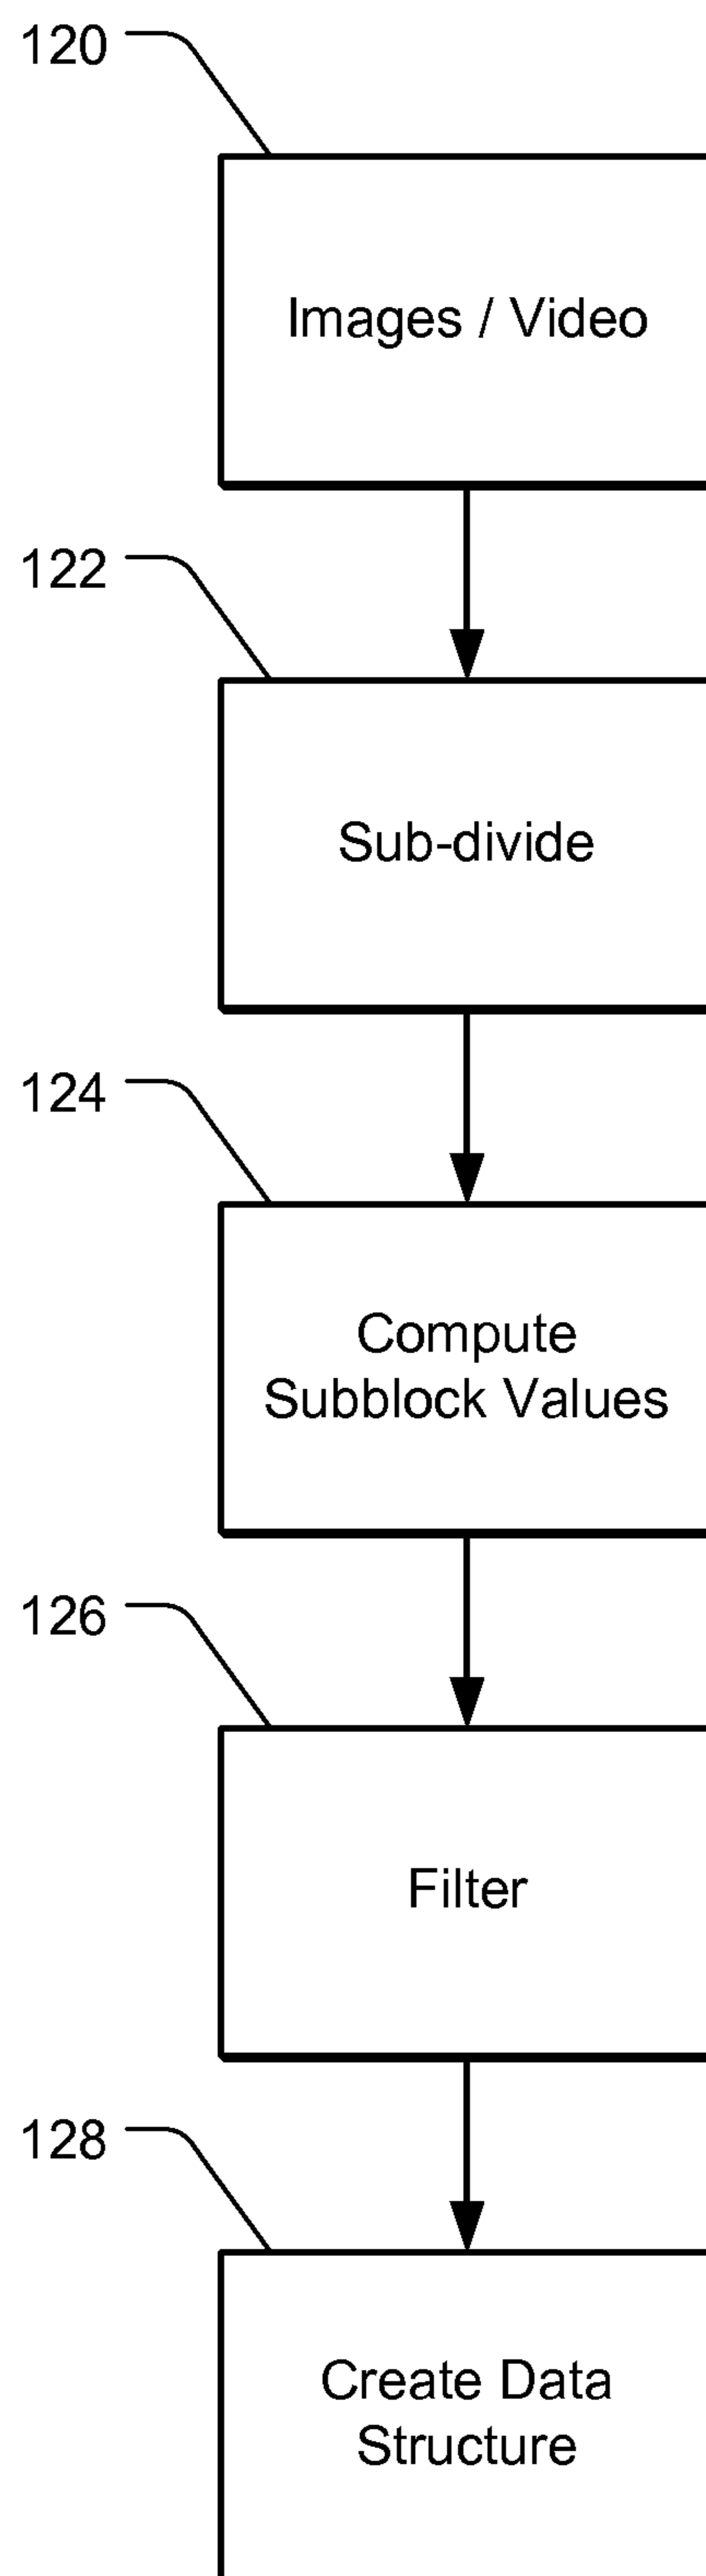 120
Images / Video
122
Sub-divide
124
Compute
Subblock Values
126
Filter
128
Create Data
Structure